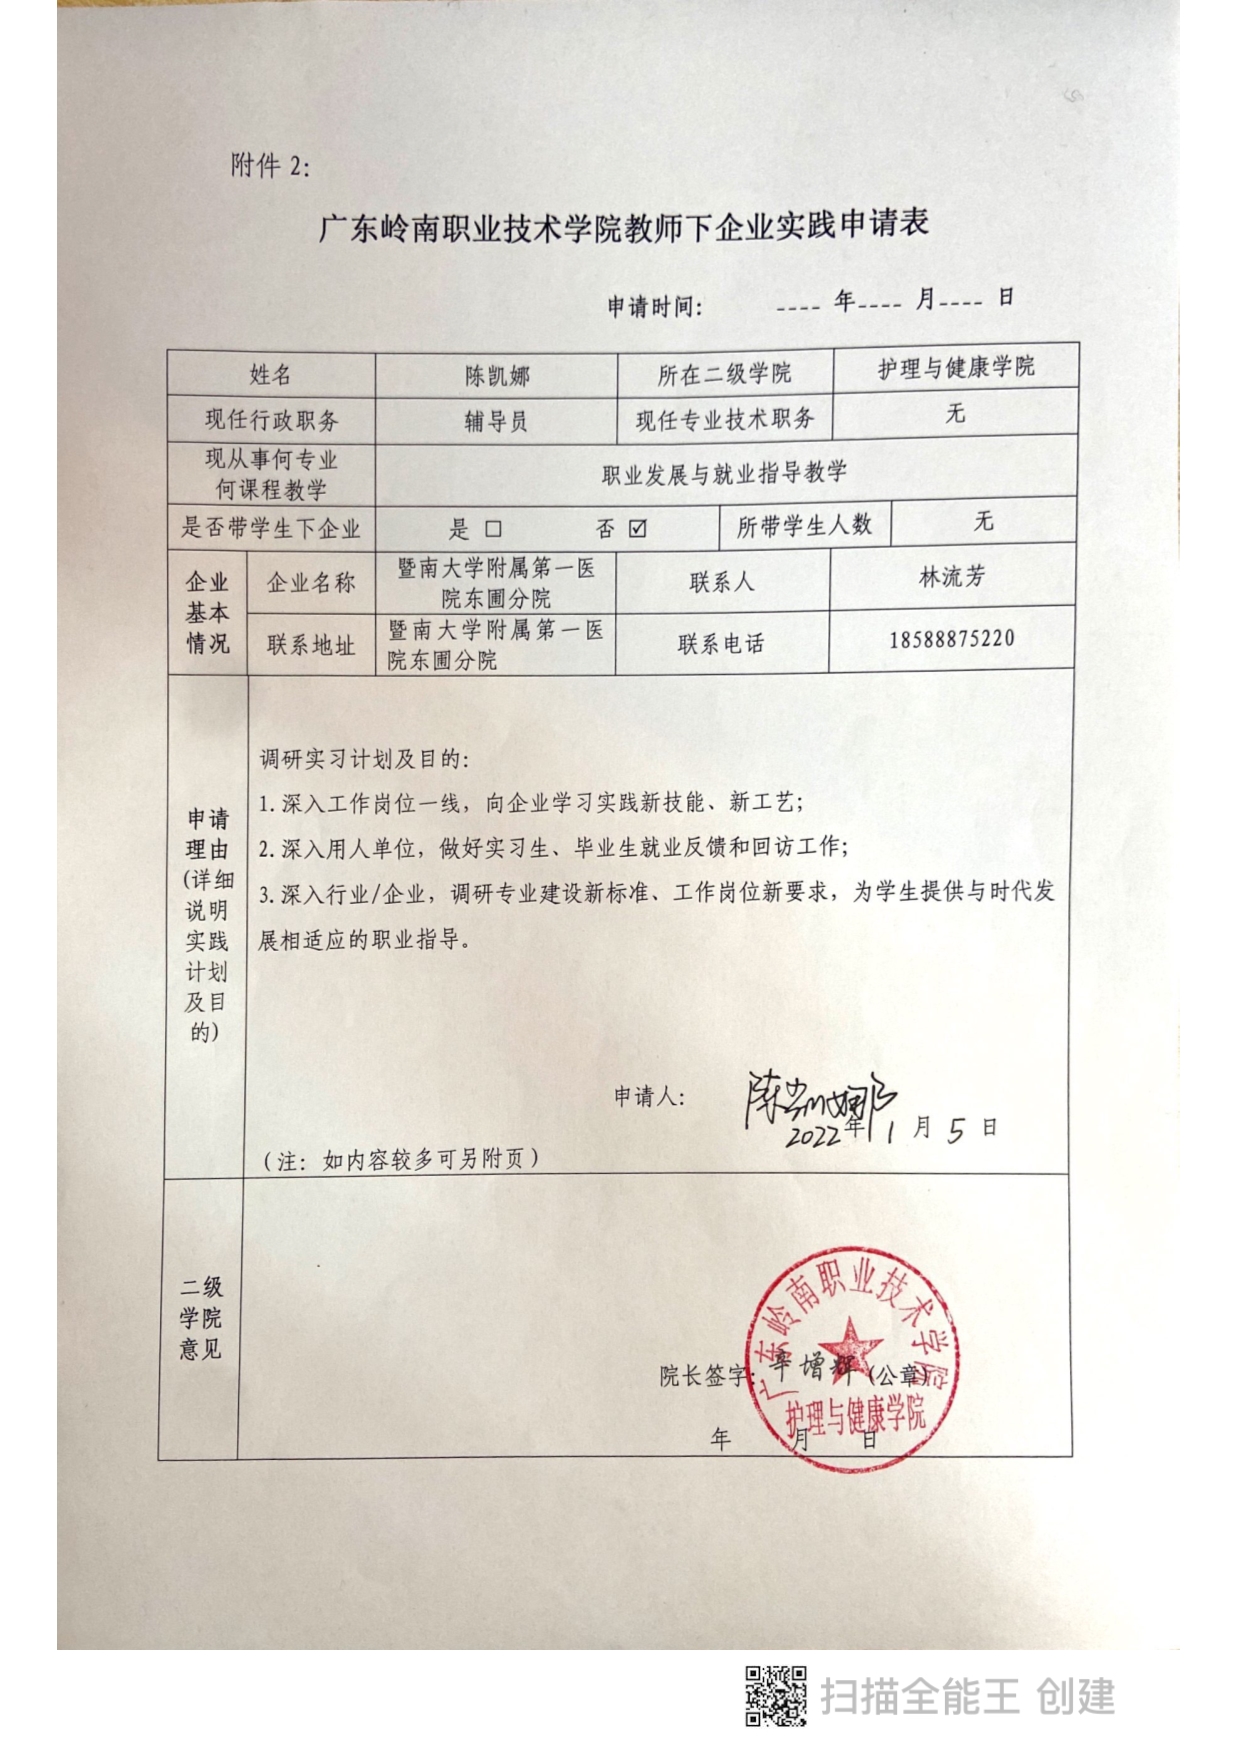 附件 2：
广东岭南职业技术学院教师下企业实践申请表
申请时间： ---- 年---- 月---- 日
姓名 陈凯娜 所在二级学院 护理与健康学院
现任行政职务 辅导员 现任专业技术职务 无
现从事何专业
何课程教学
职业发展与就业指导教学
是否带学生下企业 是 □ 否 ☑ 所带学生人数 无
企业
基本
情况
企业名称
暨南大学附属第一医
院东圃分院
联系人 林流芳
联系地址
暨南大学附属第一医
院东圃分院
联系电话 18588875220
申请
理由
(详细
说明
实践
计划
及目
的)
调研实习计划及目的：
1. 深入工作岗位一线，向企业学习实践新技能、新工艺；
2. 深入用人单位，做好实习生、毕业生就业反馈和回访工作；
3. 深入行业/企业，调研专业建设新标准、工作岗位新要求，为学生提供与时代发
展相适应的职业指导。
申请人： 陈凯娜
2022年 1 月 5 日
（注：如内容较多可另附页）
二级
学院
意见
院长签字： 辛增辉 （公章）
年 月 日
广东岭南职业技术学院
护理与健康学院
扫描全能王 创建